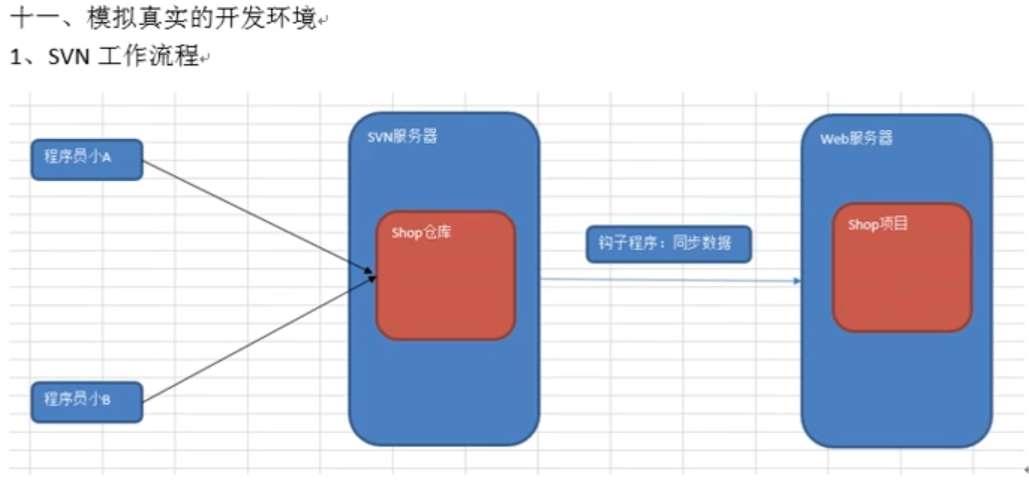 十一、模拟真实的开发环境
1、SVN 工作流程
程序员小A
SVN服务器
Web服务器
Shop仓库
Shop项目
钩子程序：同步数据
程序员小B